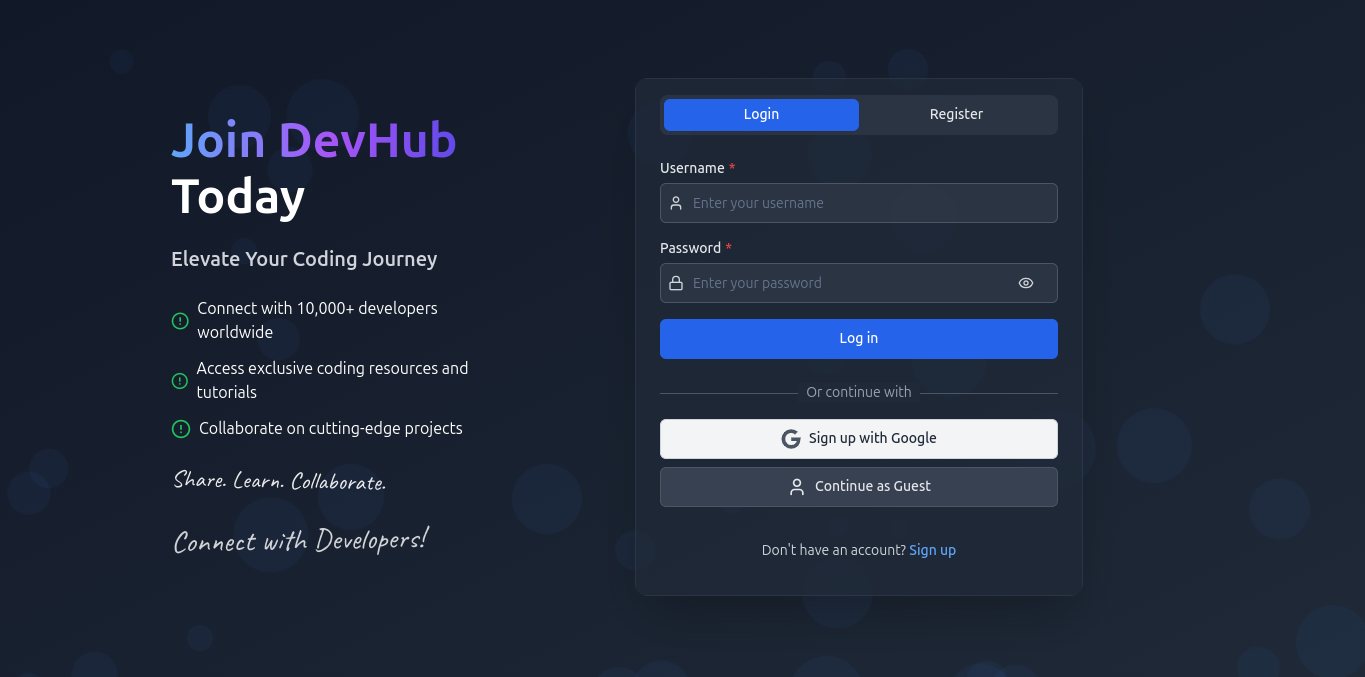 Join DevHub
Today
Elevate Your Coding Journey
Connect with 10,000+ developers
worldwide
Access exclusive coding resources and
tutorials
Collaborate on cutting-edge projects
Share. Learn. Collaborate.
Connect with Developers!
Login
Register
Username *
Enter your username
Password *
Enter your password
Log in
Or continue with
Sign up with Google
Continue as Guest
Don't have an account? Sign up